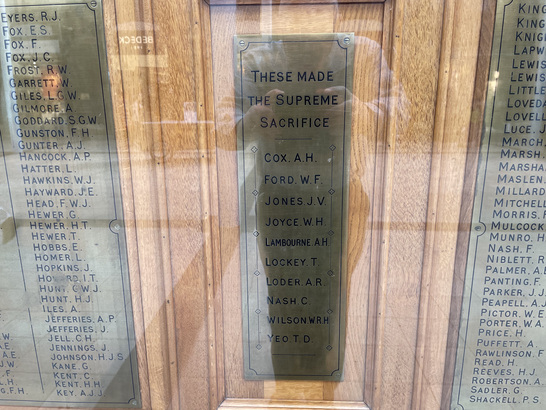 EYERS, R.J.
FOX, E.S.
FOX, F.
FOX, J.C.
FROST, R.W.
GARRETT, W.
GILES, L.G.W.
GILMORE, A.
GODDARD, S.G.W.
GUNSTON, F.H.
GUNTER, A.J.
HANCOCK, A.P.
HATTER, L.
HAWKINS, W.J.
HAYWARD, J.E.
HEAD, F.W.J.
HEWER, G.
HEWER, H.T.
HEWER, T.
HOBBS, E.
HOMER, L.
HOPKINS, J.
HUNT, H.J.
ILES, A.
JEFFERIES, A.P.
JEFFERIES, J.
JELL, C.H.
JENNINGS, J.
JOHNSON, H.J.S.
KANE, G.
KENT, C.
KENT, H.H.
KEY, A.J.J.
BEDECK
THESE MADE
THE SUPREME
SACRIFICE
COX. A.H.
FORD. W.F.
JONES. J.V.
JOYCE. W.H.
LAMBOURNE. A.H.
LOCKEY T.
LODER A.R.
NASH. C.
WILSON W.R.H.
YEO. T.D.
KING
KING
KNIGH
LAPW
LEWIS
LEWIS
LITTLE
LOVEDA
LOVELL
LUCE, J
MARCH
MARSH,
MARSHA
MASLEN,
MILLARD
MITCHELL
MORRIS, F
MULCOCK
MUNRO, H
NASH, F.
NIBLETT, R
PALMER, A.
PANTING, F.
PARKER, J.J
PEAPELL, A.J
PICTOR, W.E
PORTER, W.A
PRICE, H.
PUFFETT, A.
RAWLINSON, F
READ, H.
REEVES, H.J
ROBERTSON, A
SADLER, G.
SHACKELL, P.S.